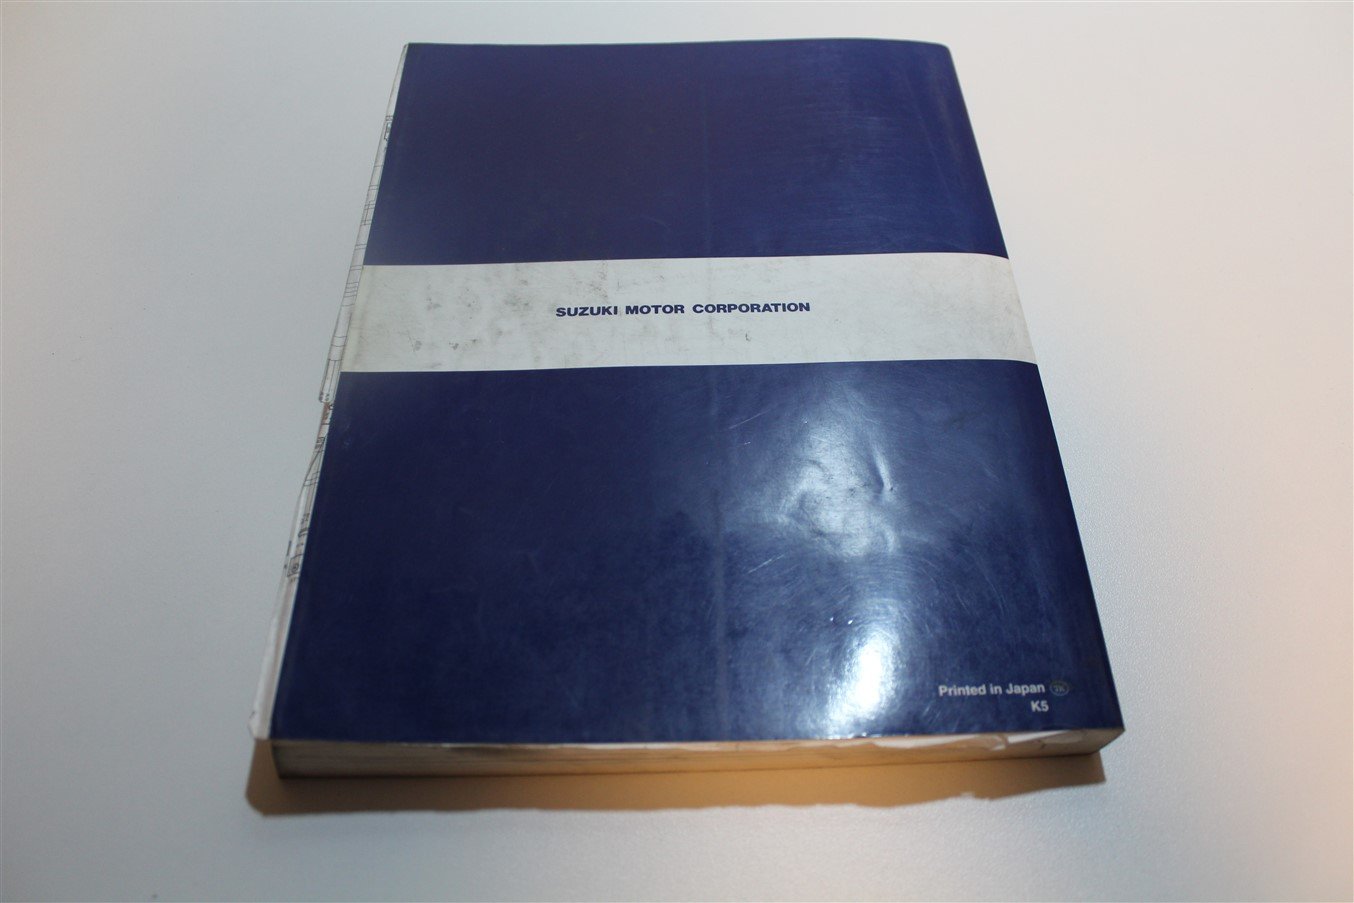 SUZUKI MOTOR CORPORATION
Printed in Japan
K5